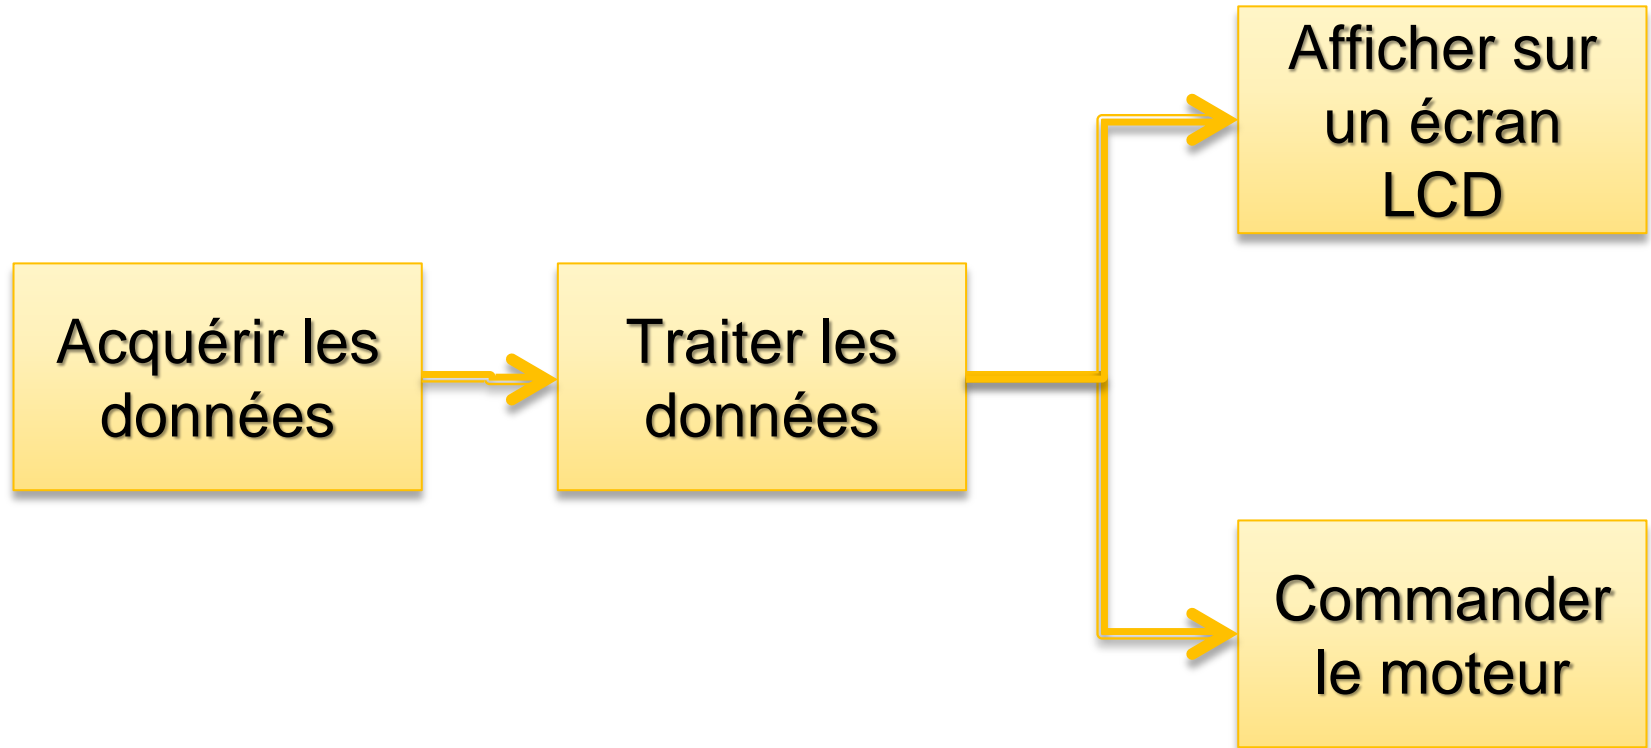 Afficher sur
un écran
LCD
Acquérir les
données
Traiter les
données
Commander
le moteur